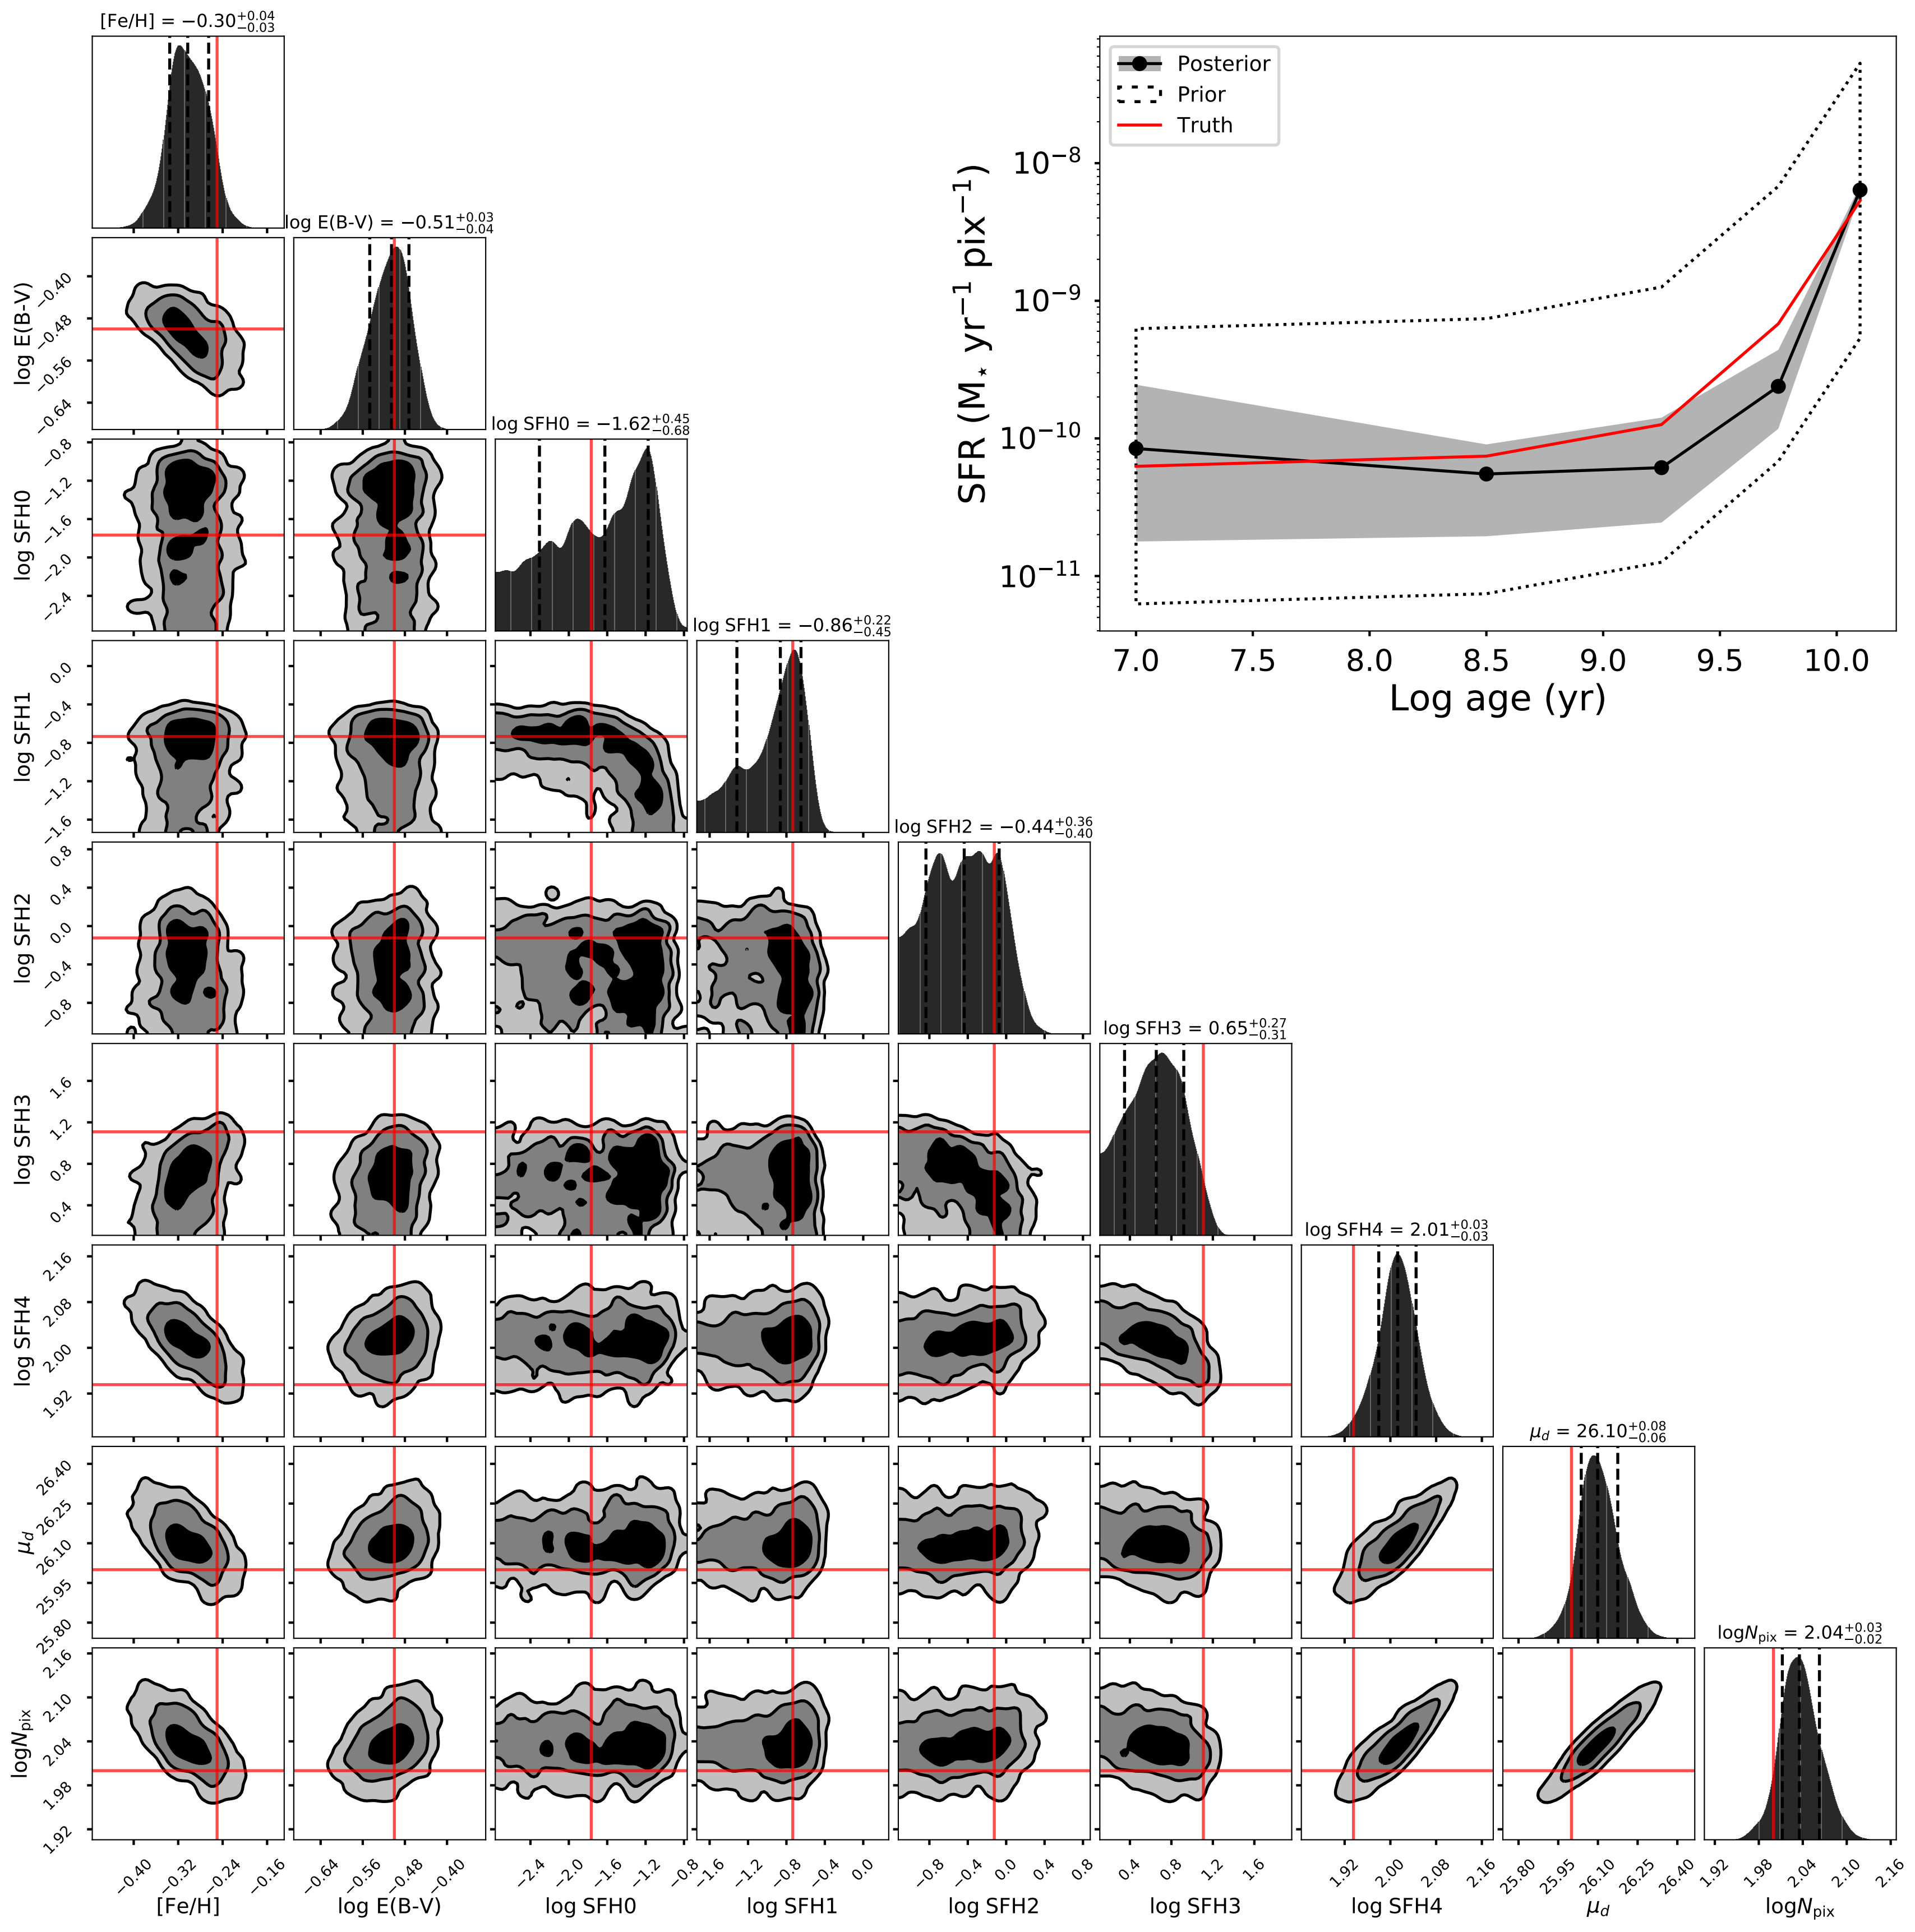 [Fe/H] = −0.30+0.04 −0.03
Posterior
Prior
Truth
SFR (M⋆ yr−1 pix−1)
10−8
10−9
10−10
10−11
7.0 7.5 8.0 8.5 9.0 9.5 10.0
Log age (yr)
log E(B-V) = −0.51+0.03 −0.04
log E(B-V)
−0.40
−0.48
−0.56
−0.64
log SFH0 = −1.62+0.45 −0.68
log SFH0
−0.8
−1.2
−1.6
−2.0
−2.4
log SFH1 = −0.86+0.22 −0.45
log SFH1
0.0
−0.4
−0.8
−1.2
−1.6
log SFH2 = −0.44+0.36 −0.40
log SFH2
0.8
0.4
0.0
−0.4
−0.8
log SFH3 = 0.65+0.27 −0.31
log SFH3
1.6
1.2
0.8
0.4
log SFH4 = 2.01+0.03 −0.03
log SFH4
2.16
2.08
2.00
1.92
μd = 26.10+0.08 −0.06
μd
26.40
26.25
26.10
25.95
25.80
logNpix = 2.04+0.03 −0.02
logNpix
2.16
2.10
2.04
1.98
1.92
−0.40 −0.32 −0.24 −0.16
−0.64 −0.56 −0.48 −0.40
−2.4 −2.0 −1.6 −1.2 −0.8
−1.6 −1.2 −0.8 −0.4 0.0
−0.8 −0.4 0.0 0.4 0.8
0.4 0.8 1.2 1.6
1.92 2.00 2.08 2.16
25.80 25.95 26.10 26.25 26.40
1.92 1.98 2.04 2.10 2.16
[Fe/H] log E(B-V) log SFH0 log SFH1 log SFH2 log SFH3 log SFH4 μd logNpix